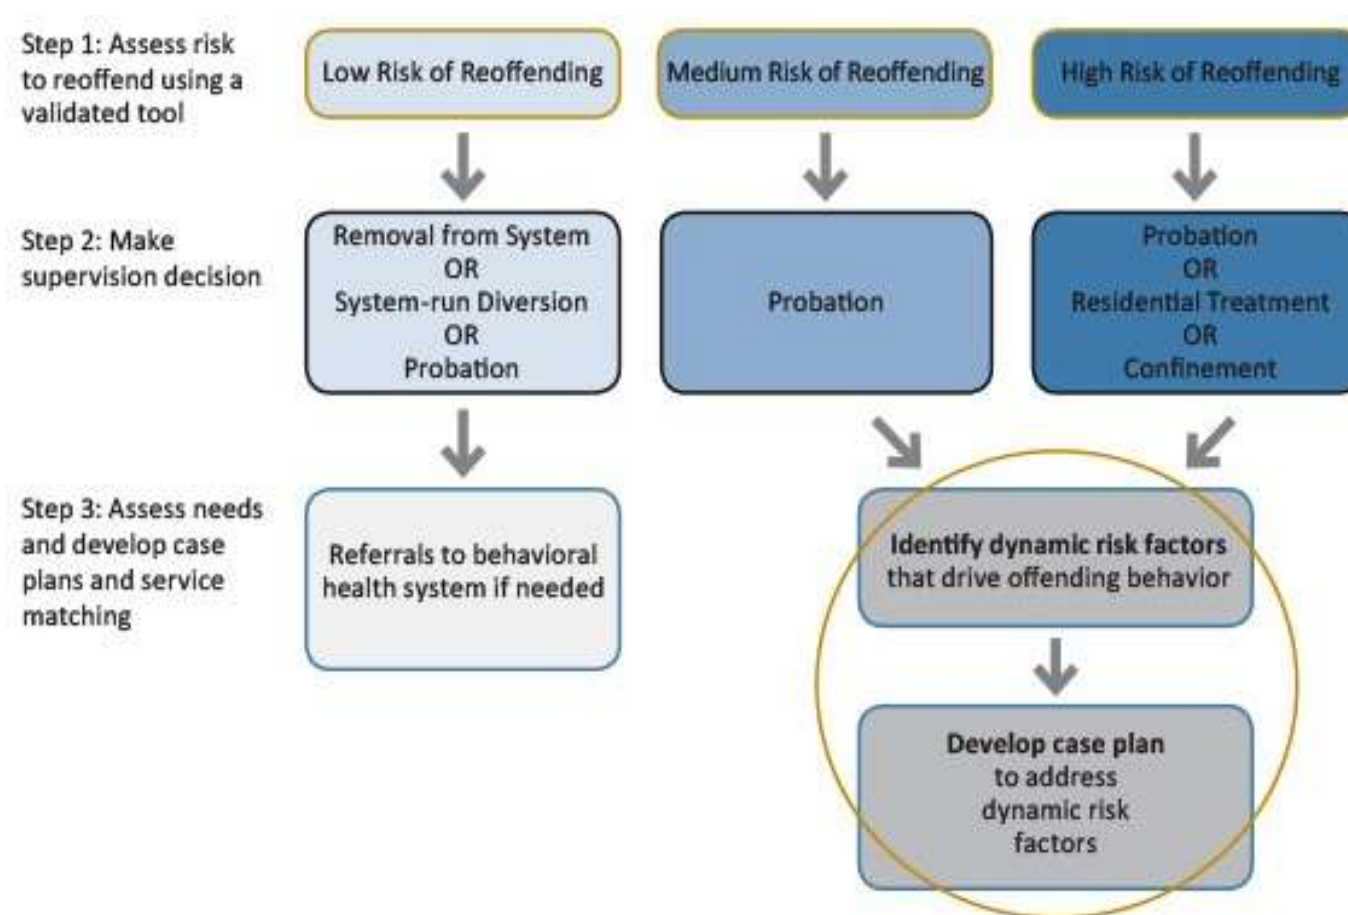 Step 1: Assess risk
to reoffend using a
validated tool
Low Risk of Reoffending
Medium Risk of Reoffending
High Risk of Reoffending
Step 2: Make
supervision decision
Removal from System
OR
System-run Diversion
OR
Probation
Probation
Probation
OR
Residential Treatment
OR
Confinement
Step 3: Assess needs
and develop case
plans and service
matching
Referrals to behavioral
health system if needed
Identify dynamic risk factors
that drive offending behavior
Develop case plan
to address
dynamic risk
factors